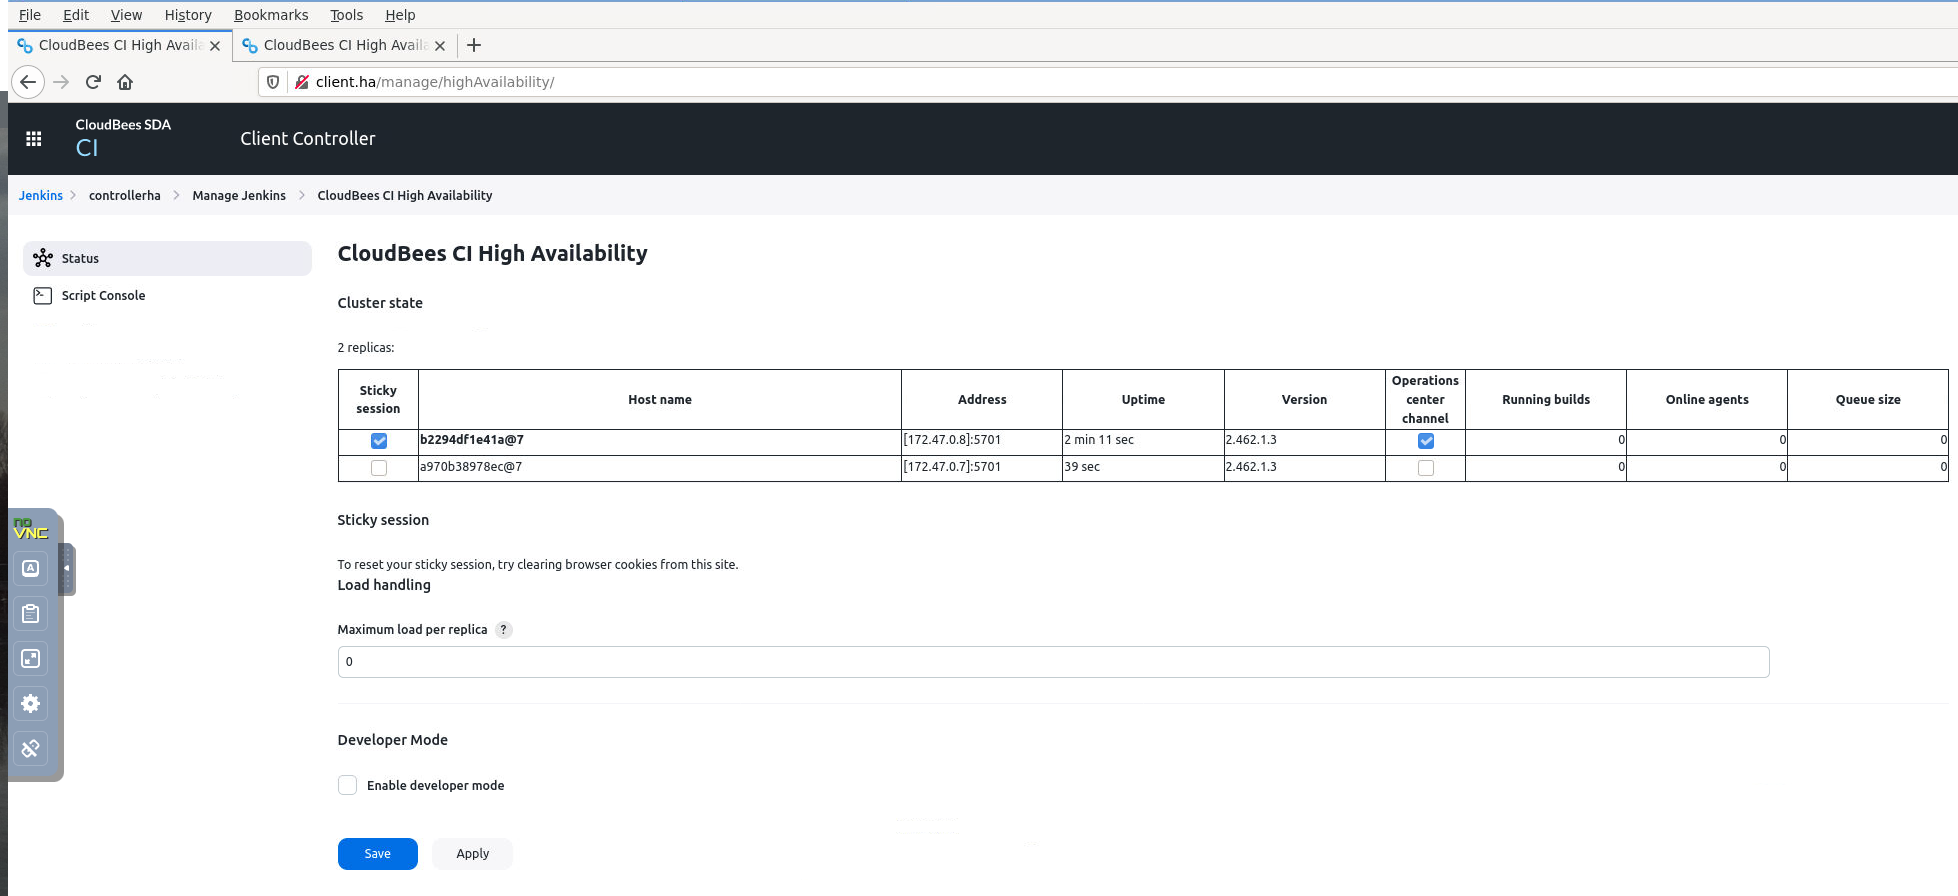 File Edit View History Bookmarks Tools Help
CloudBees CI High Availa CloudBees CI High Availa
client.ha/manage/highAvailability/
CloudBees SDA
CI
Client Controller
Jenkins controllerha Manage Jenkins CloudBees CI High Availability
Status
Script Console
CloudBees CI High Availability
Cluster state
2 replicas:
Sticky session Host name Address Uptime Version Operations center channel Running builds Online agents Queue size
b2294df1e41a@7 [172.47.0.8]:5701 2 min 11 sec 2.462.1.3 0 0 0
a970b38978ec@7 [172.47.0.7]:5701 39 sec 2.462.1.3 0 0 0
Sticky session
To reset your sticky session, try clearing browser cookies from this site.
Load handling
Maximum load per replica ?
0
Developer Mode
Enable developer mode
Save Apply
no
VNC
A